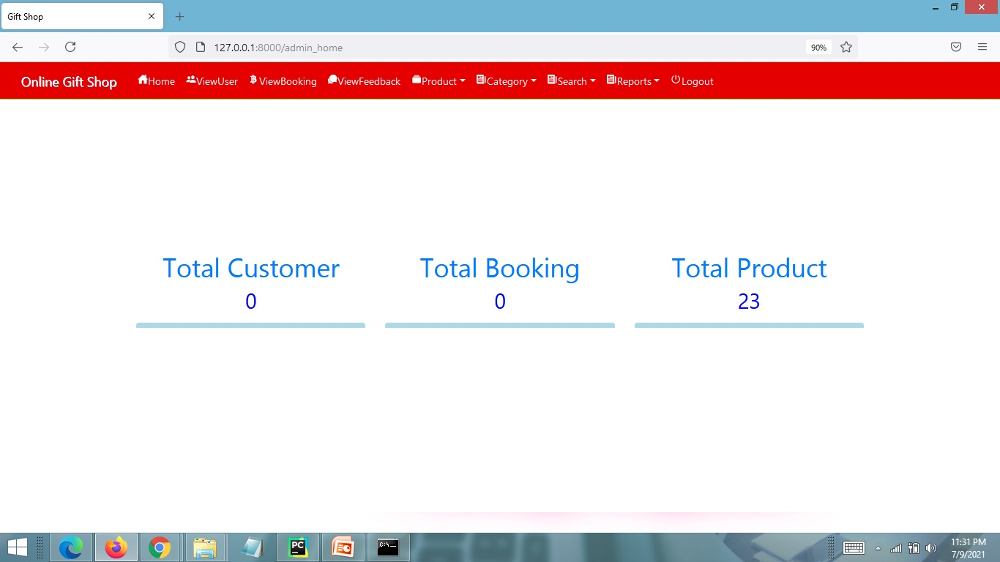 Gift Shop
127.0.0.1:8000/admin_home
90%
Online Gift Shop
Home
ViewUser
ViewBooking
ViewFeedback
Product
Category
Search
Reports
Logout
Total Customer
0
Total Booking
0
Total Product
23
PC
C:\._
11:31 PM
7/9/2021